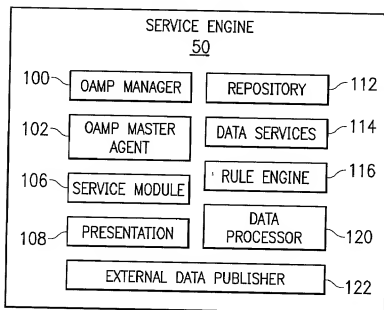 SERVICE ENGINE
50
100 OAMP MANAGER REPOSITORY 112
102 OAMP MASTER AGENT DATA SERVICES 114
106 SERVICE MODULE RULE ENGINE 116
108 PRESENTATION DATA PROCESSOR 120
EXTERNAL DATA PUBLISHER 122